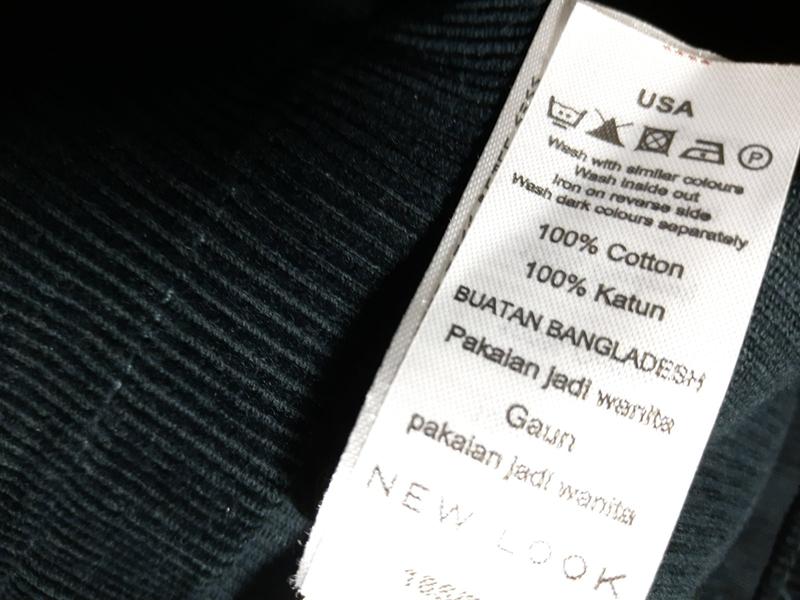 USA
P
Wash with similar colours
Wash inside out
Iron on reverse side
Wash dark colours separately
100% Cotton
100% Katun
BUATAN BANGLADESH
Pakaian jadi wanita
Gaun
pakaian jadi wanita
NEW LOOK